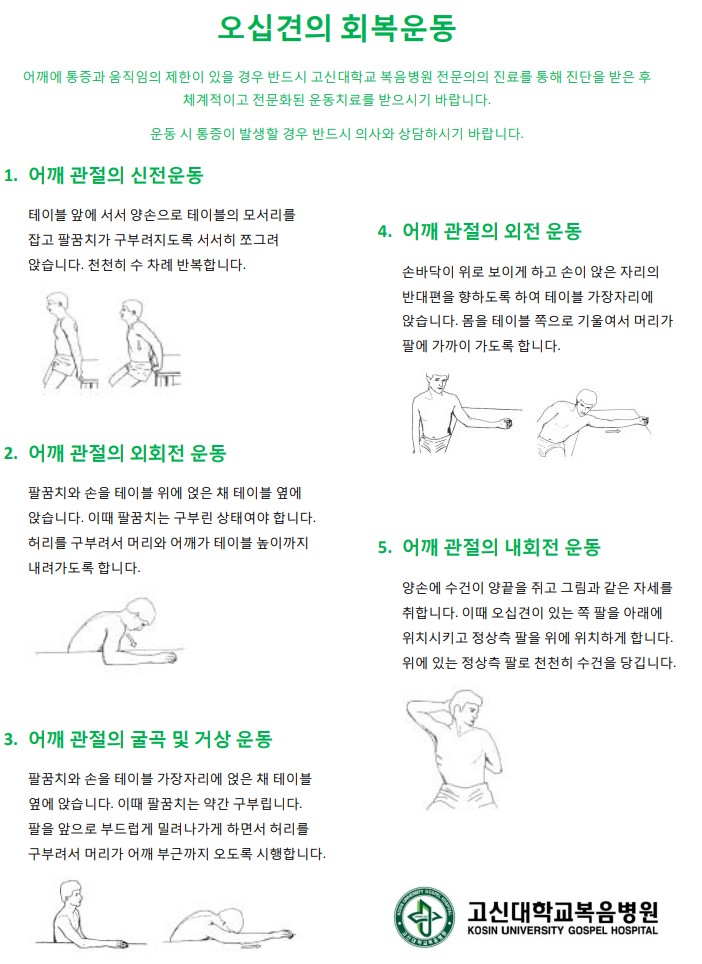 오십견의 회복운동
어깨에 통증과 움직임의 제한이 있을 경우 반드시 고신대학교 복음병원 전문의의 진료를 통해 진단을 받은 후
체계적이고 전문화된 운동치료를 받으시기 바랍니다.
운동 시 통증이 발생할 경우 반드시 의사와 상담하시기 바랍니다.
1. 어깨 관절의 신전운동
테이블 앞에 서서 양손으로 테이블의 모서리를
잡고 팔꿈치가 구부려지도록 서서히 쪼그려
앉습니다. 천천히 수 차례 반복합니다.
2. 어깨 관절의 외회전 운동
팔꿈치와 손을 테이블 위에 얹은 채 테이블 옆에
앉습니다. 이때 팔꿈치는 구부린 상태여야 합니다.
허리를 구부려서 머리와 어깨가 테이블 높이까지
내려가도록 합니다.
3. 어깨 관절의 굴곡 및 거상 운동
팔꿈치와 손을 테이블 가장자리에 얹은 채 테이블
옆에 앉습니다. 이때 팔꿈치는 약간 구부립니다.
팔을 앞으로 부드럽게 밀려나가게 하면서 허리를
구부려서 머리가 어깨 부근까지 오도록 시행합니다.
4. 어깨 관절의 외전 운동
손바닥이 위로 보이게 하고 손이 앉은 자리의
반대편을 향하도록 하여 테이블 가장자리에
앉습니다. 몸을 테이블 쪽으로 기울여서 머리가
팔에 가까이 가도록 합니다.
5. 어깨 관절의 내회전 운동
양손에 수건이 양끝을 쥐고 그림과 같은 자세를
취합니다. 이때 오십견이 있는 쪽 팔을 아래에
위치시키고 정상측 팔을 위에 위치하게 합니다.
위에 있는 정상측 팔로 천천히 수건을 당깁니다.
KOSIN UNIVERSITY GOSPEL HOSPITAL
고신대학교복음병원
고신대학교복음병원
KOSIN UNIVERSITY GOSPEL HOSPITAL